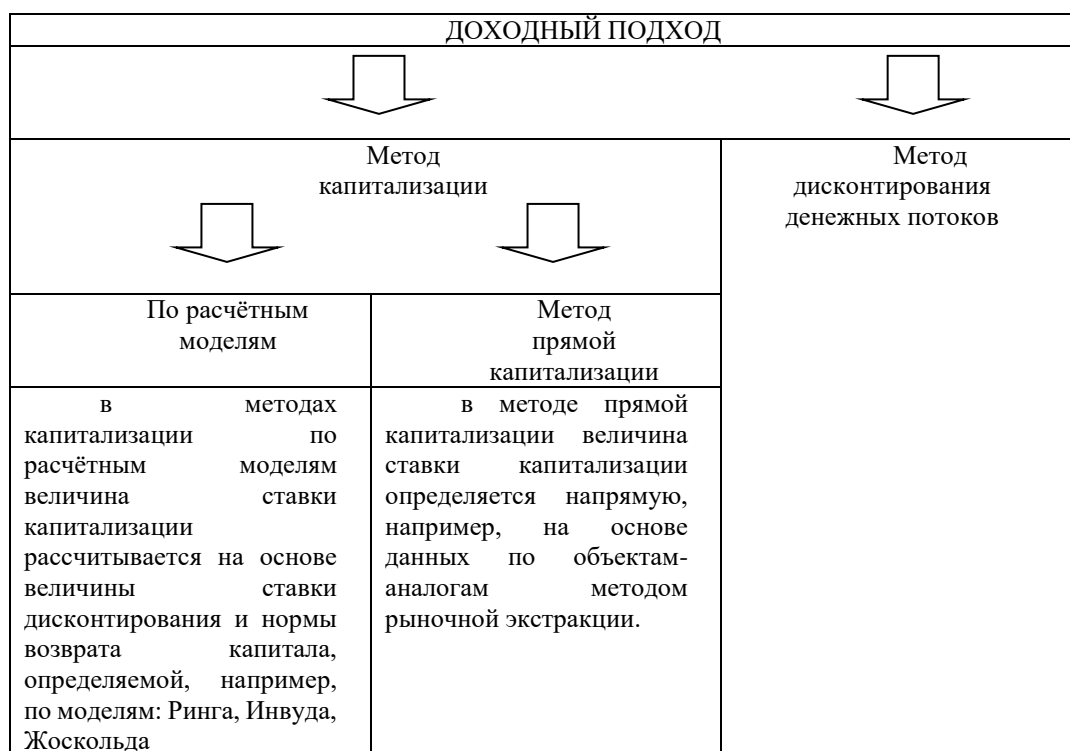 ДОХОДНЫЙ ПОДХОД
Метод
капитализации
Метод
дисконтирования
денежных потоков
По расчётным
моделям
Метод
прямой
капитализации
в методах
капитализации по
расчётным моделям
величина ставки
капитализации
рассчитывается на основе
величины ставки
дисконтирования и нормы
возврата капитала,
определяемой, например,
по моделям: Ринга, Инвуда,
Жоскольда
в методе прямой
капитализации величина
ставки капитализации
определяется напрямую,
например, на основе
данных по объектам-
аналогам методом
рыночной экстракции.